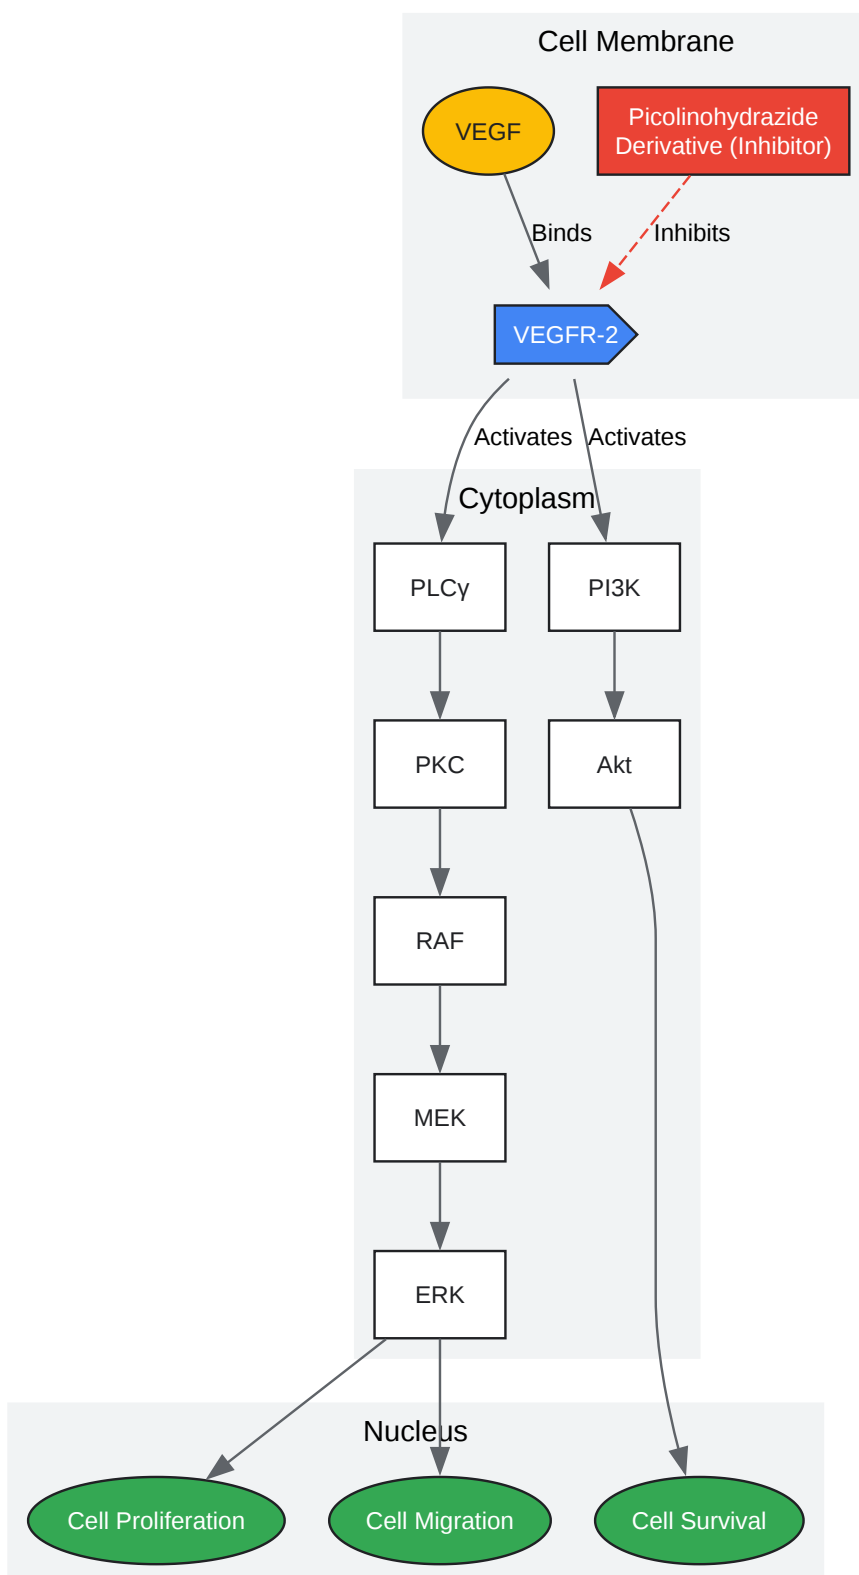 Cell Membrane
VEGF
Picolinohydrazide
Derivative (Inhibitor)
Binds
Inhibits
VEGFR-2
Activates
Activates
Cytoplasm
PLCγ
PI3K
PKC
Akt
RAF
MEK
ERK
Nucleus
Cell Proliferation
Cell Migration
Cell Survival